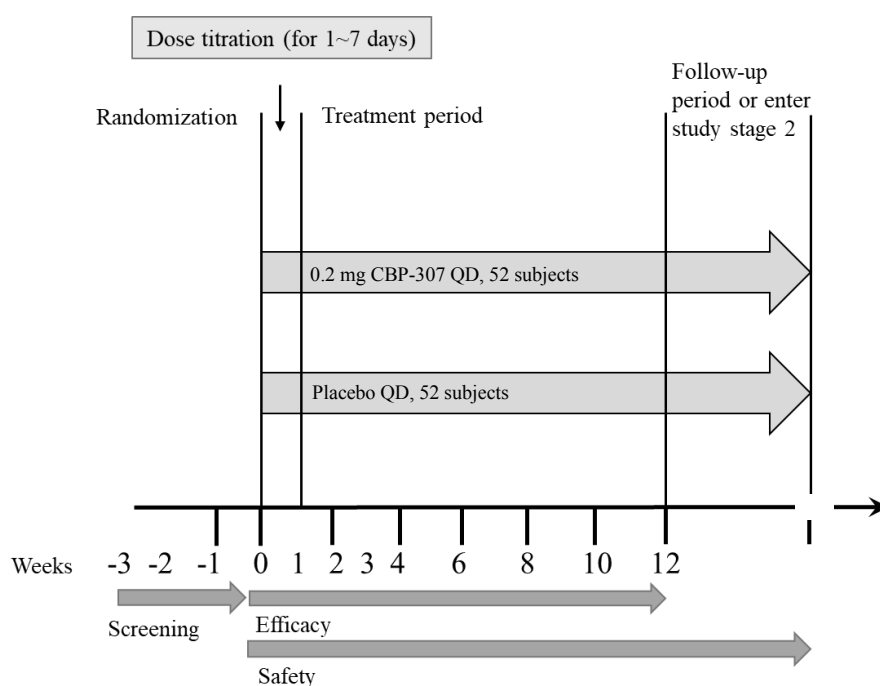 Dose titration (for 1~7 days)
Follow-up
period or enter
study stage 2
Randomization
Treatment period
0.2 mg CBP-307 QD, 52 subjects
Placebo QD, 52 subjects
Weeks -3 -2 -1 0 1 2 3 4 6 8 10 12
Screening
Efficacy
Safety